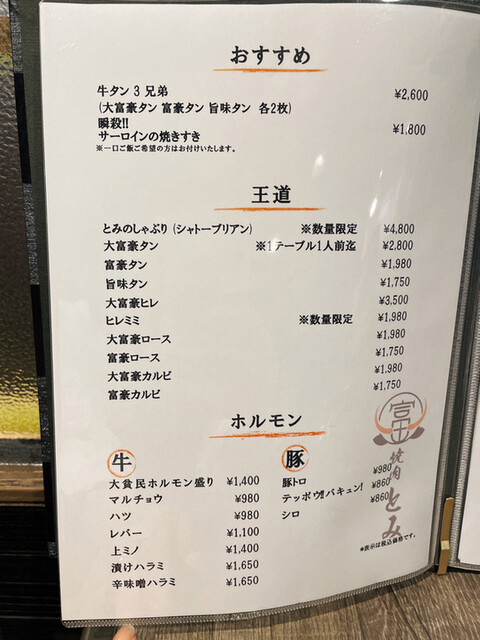 おすすめ
牛タン 3 兄弟 ¥2,600
(大富豪タン 富豪タン 旨味タン 各2枚)
瞬殺!!
サーロインの焼きすき ¥1,800
※一口ご飯ご希望の方はお付けいたします。
王道
とみのしゃぶり (シャトーブリアン) ※数量限定 ¥4,800
大富豪タン ※1テーブル1人前迄 ¥2,800
富豪タン ¥1,980
旨味タン ¥1,750
大富豪ヒレ ¥3,500
ヒレミミ ※数量限定 ¥1,980
大富豪ロース ¥1,980
富豪ロース ¥1,750
大富豪カルビ ¥1,980
富豪カルビ ¥1,750
ホルモン
牛
大貧民ホルモン盛り ¥1,400
マルチョウ ¥980
ハツ ¥980
レバー ¥1,100
上ミノ ¥1,400
漬けハラミ ¥1,650
辛味噌ハラミ ¥1,650
豚
豚トロ ¥980
テッポウ!!バキュン! ¥860
シロ ¥860
富
焼肉とみ
※表示は税込価格です。